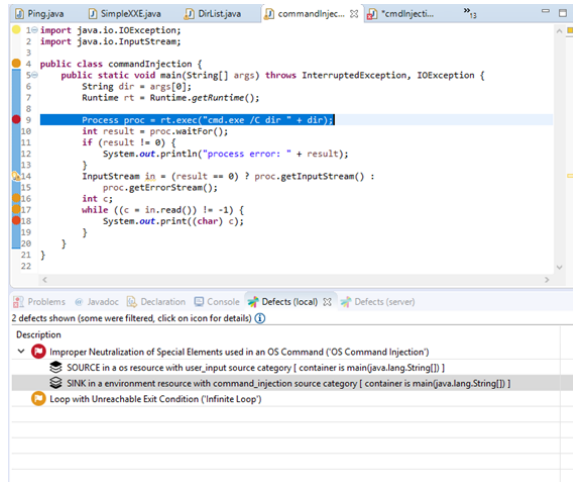 Ping.java SimpleXXE.java DirList.java commandInjec... *cmdInjecti... »13
1 import java.io.IOException;
2 import java.io.InputStream;
3
4 public class commandInjection {
5 public static void main(String[] args) throws InterruptedException, IOException {
6 String dir = args[0];
7 Runtime rt = Runtime.getRuntime();
8
9 Process proc = rt.exec("cmd.exe /C dir " + dir);
10 int result = proc.waitFor();
11 if (result != 0) {
12 System.out.println("process error: " + result);
13 }
14 InputStream in = (result == 0) ? proc.getInputStream() :
15 proc.getErrorStream();
16 int c;
17 while ((c = in.read()) != -1) {
18 System.out.print((char) c);
19 }
20 }
21 }
22
Problems Javadoc Declaration Console Defects (local) Defects (server)
2 defects shown (some were filtered, click on icon for details)
Description
Improper Neutralization of Special Elements used in an OS Command ('OS Command Injection')
SOURCE in a os resource with user_input source category [ container is main(java.lang.String[]) ]
SINK in a environment resource with command_injection source category [ container is main(java.lang.String[]) ]
Loop with Unreachable Exit Condition ('Infinite Loop')